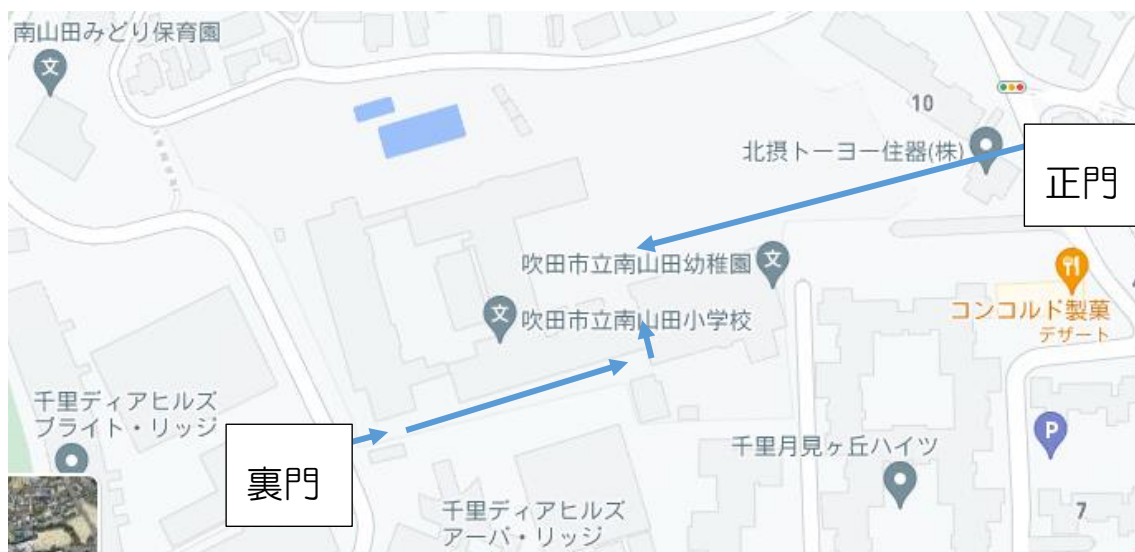 南山田みどり保育園
文
10
北摂トーヨー住器(株)
正門
吹田市立南山田幼稚園
文
文
吹田市立南山田小学校
コンコルド製菓
デザート
千里ディアヒルズ
ブライト・リッジ
裏門
千里月見ヶ丘ハイツ
P
千里ディアヒルズ
アーバ・リッジ
7